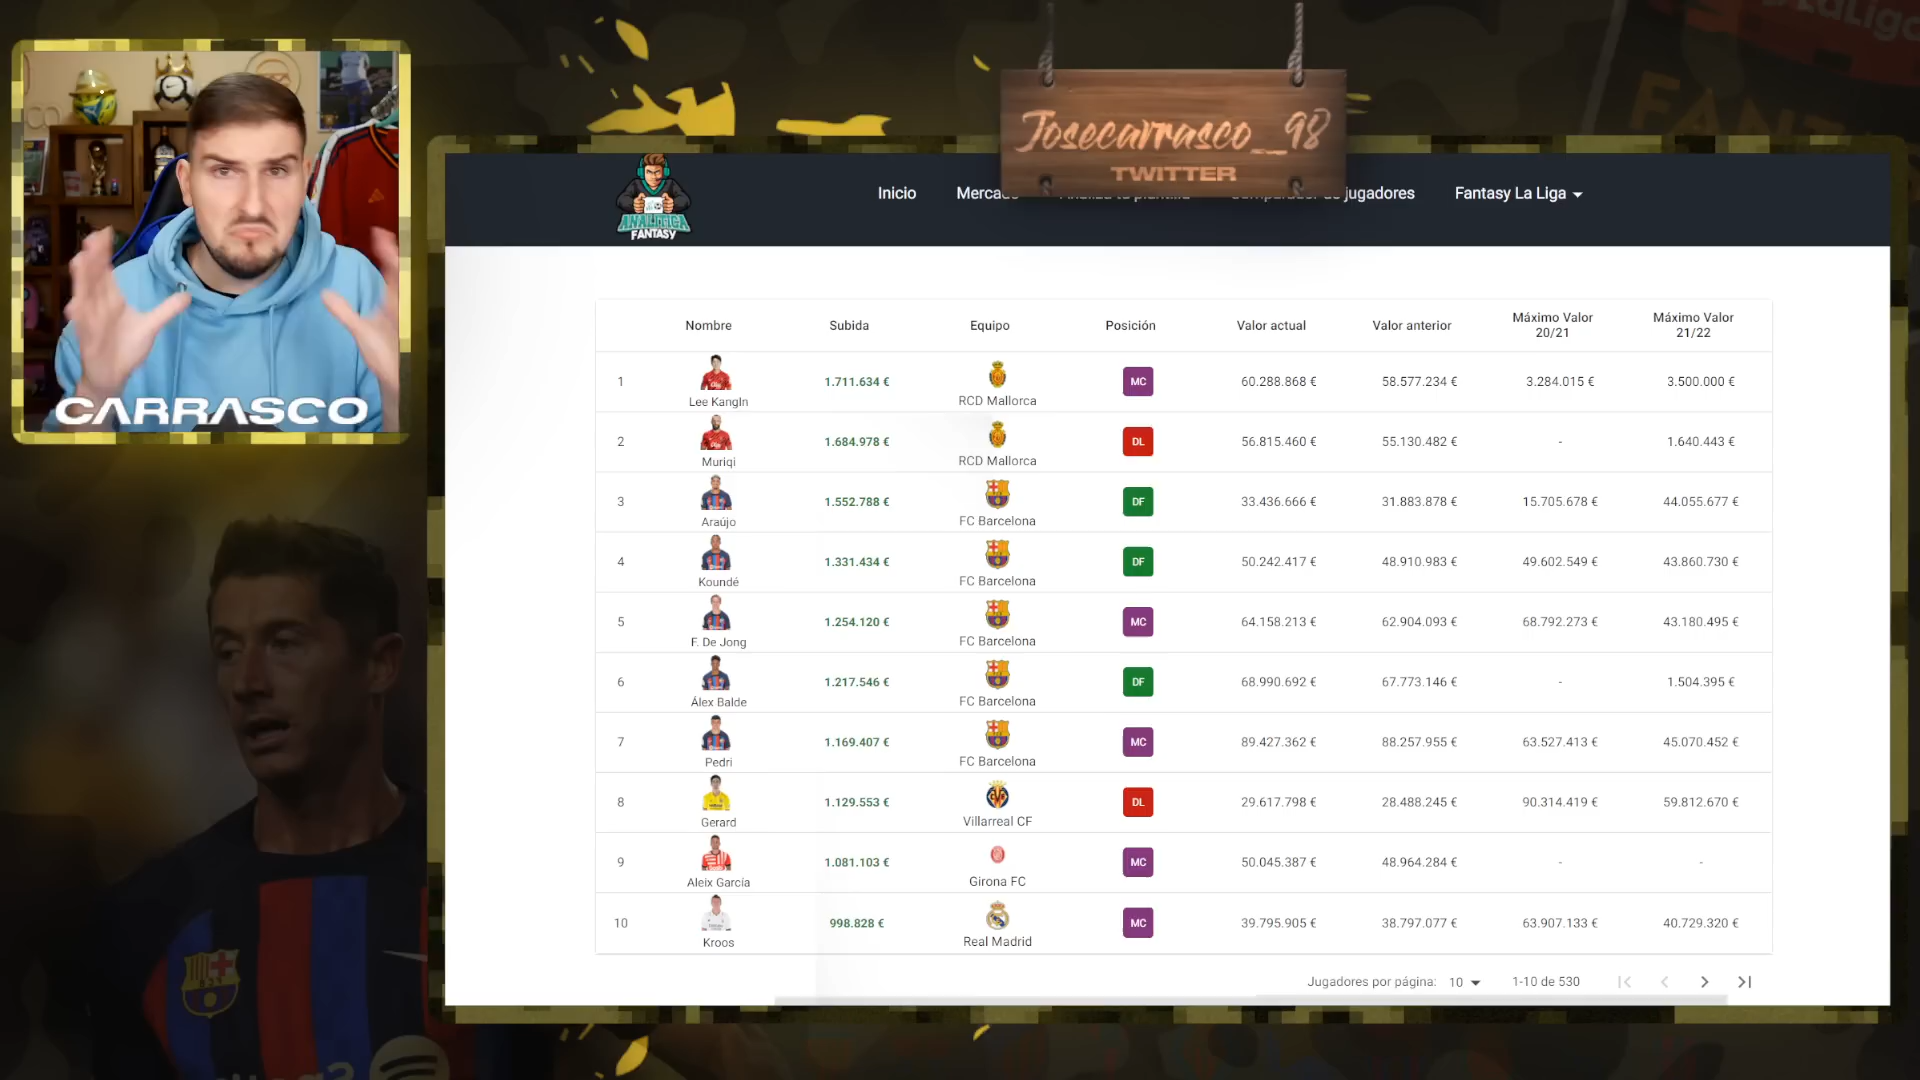 Josecarrasco__98
TWITTER
CARRASCO
ANALÍTICA
FANTASY
Inicio
Mercado
jugadores
Fantasy La Liga
Nombre Subida Equipo Posición Valor actual Valor anterior Máximo Valor 20/21 Máximo Valor 21/22
1 Lee KangIn 1.711.634 € RCD Mallorca MC 60.288.868 € 58.577.234 € 3.284.015 € 3.500.000 €
2 Muriqi 1.684.978 € RCD Mallorca DL 56.815.460 € 55.130.482 € - 1.640.443 €
3 Araújo 1.552.788 € FC Barcelona DF 33.436.666 € 31.883.878 € 15.705.678 € 44.055.677 €
4 Koundé 1.331.434 € FC Barcelona DF 50.242.417 € 48.910.983 € 49.602.549 € 43.860.730 €
5 F. De Jong 1.254.120 € FC Barcelona MC 64.158.213 € 62.904.093 € 68.792.273 € 43.180.495 €
6 Álex Balde 1.217.546 € FC Barcelona DF 68.990.692 € 67.773.146 € - 1.504.395 €
7 Pedri 1.169.407 € FC Barcelona MC 89.427.362 € 88.257.955 € 63.527.413 € 45.070.452 €
8 Gerard 1.129.553 € Villarreal CF DL 29.617.798 € 28.488.245 € 90.314.419 € 59.812.670 €
9 Aleix García 1.081.103 € Girona FC MC 50.045.387 € 48.964.284 € - -
10 Kroos 998.828 € Real Madrid MC 39.795.905 € 38.797.077 € 63.907.133 € 40.729.320 €
Jugadores por página: 10 1-10 de 530